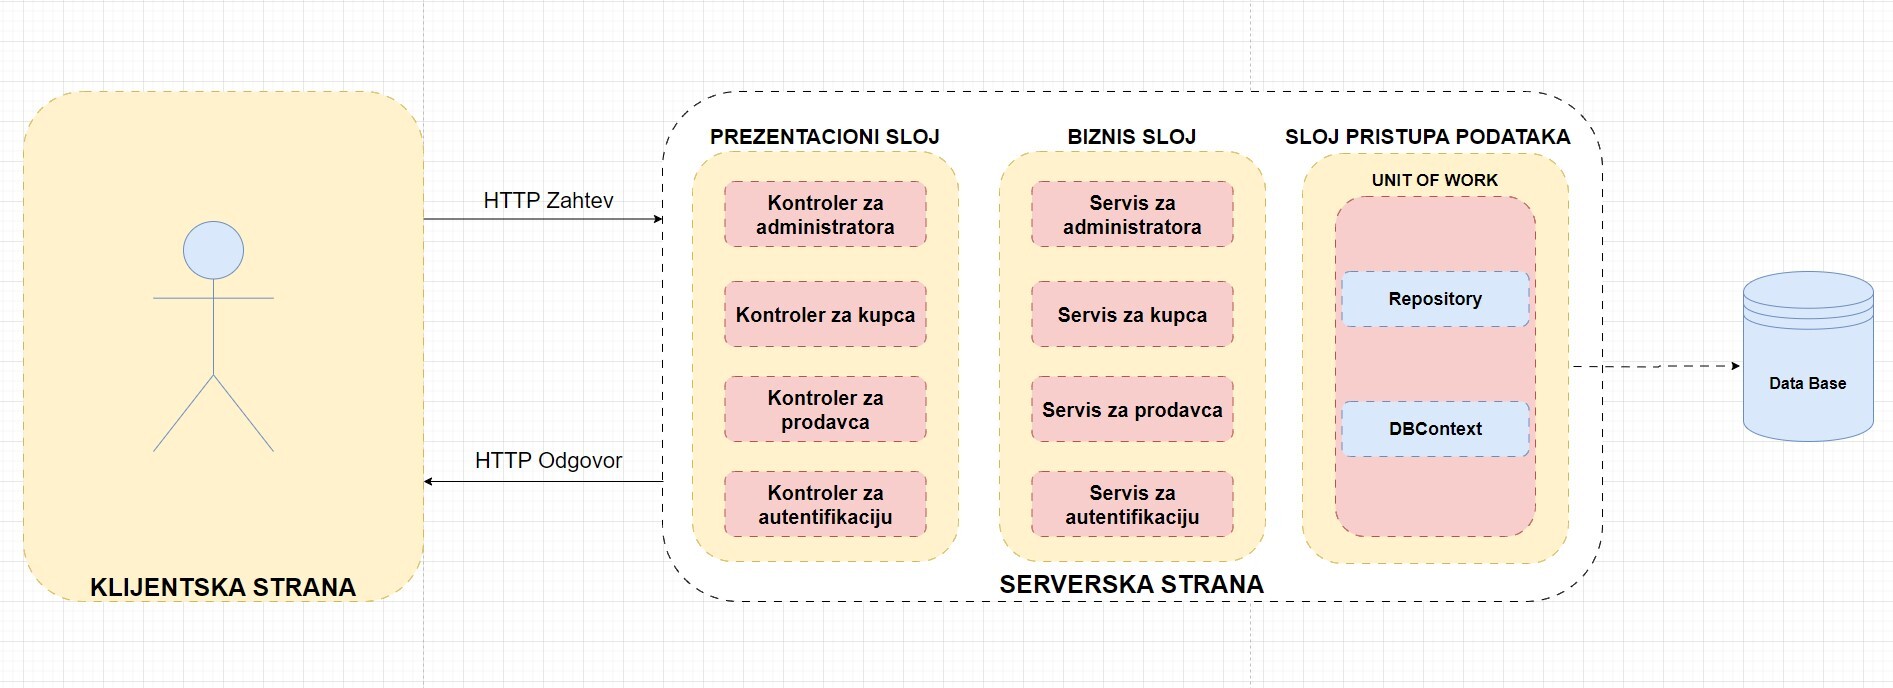 HTTP Zahtev
HTTP Odgovor
KLIJENTSKA STRANA
PREZENTACIONI SLOJ
Kontroler za
administratora
Kontroler za kupca
Kontroler za
prodavca
Kontroler za
autentifikaciju
BIZNIS SLOJ
Servis za
administratora
Servis za kupca
Servis za prodavca
Servis za
autentifikaciju
SLOJ PRISTUPA PODATAKA
UNIT OF WORK
Repository
DBContext
SERVERSKA STRANA
Data Base